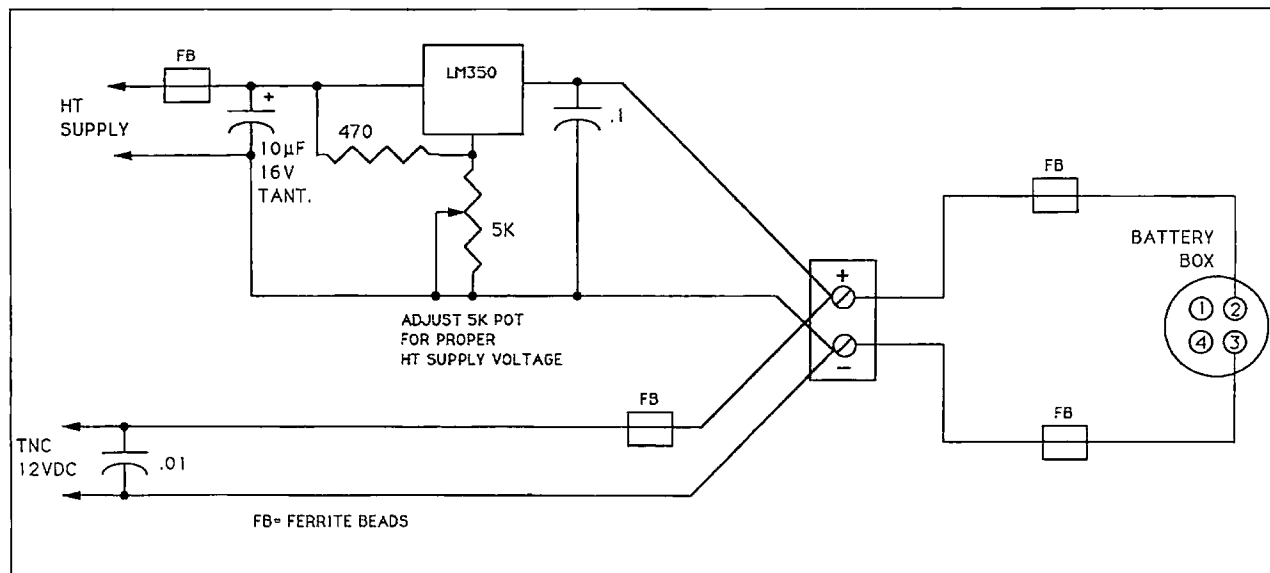 FB
LM350
HT
SUPPLY
+
10µF
16V
TANT.
470
.1
5K
ADJUST 5K POT
FOR PROPER
HT SUPPLY VOLTAGE
+
−
FB
BATTERY
BOX
1 2
4 3
FB
FB
TNC
12VDC
.01
FB= FERRITE BEADS